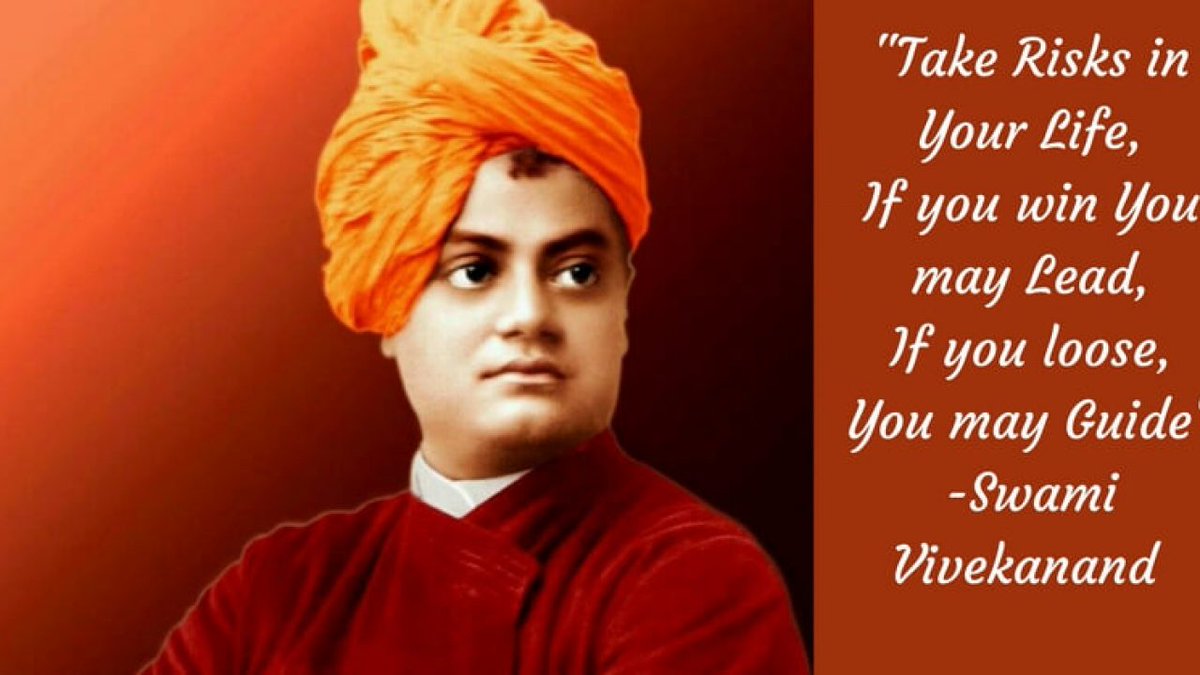 "Take Risks in
Your Life,
If you win You
may Lead,
If you loose,
You may Guide"
-Swami
Vivekanand